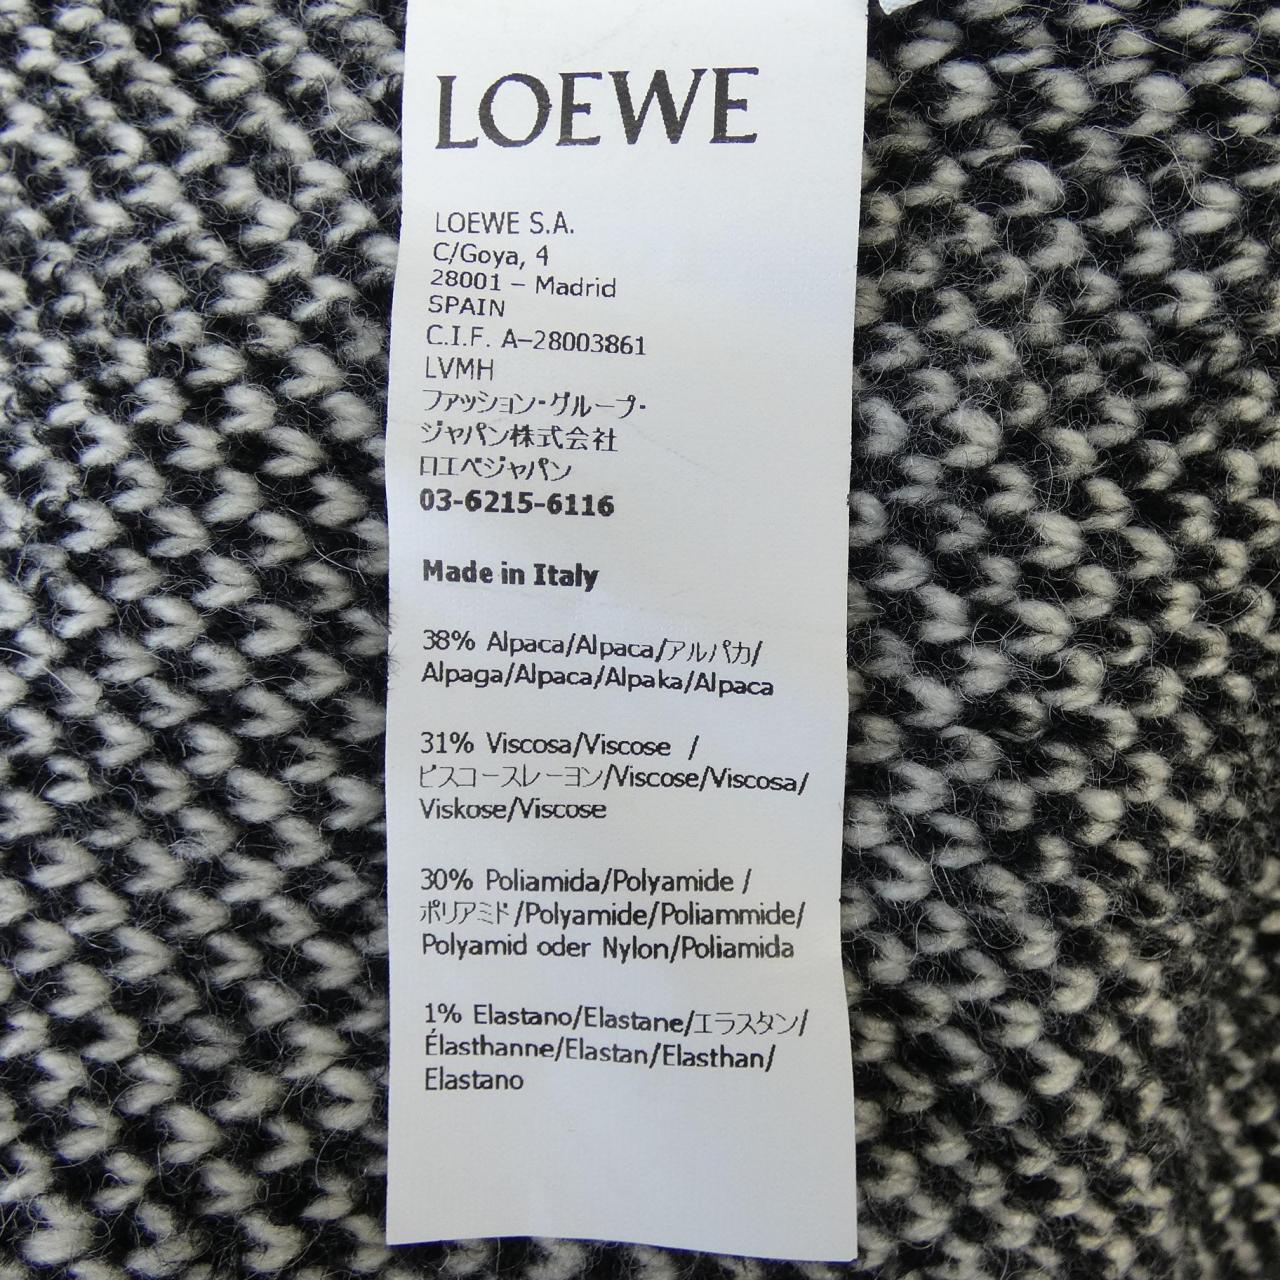 LOEWE
LOEWE S.A.
C/Goya, 4
28001 – Madrid
SPAIN
C.I.F. A–28003861
LVMH
ファッション・グループ・
ジャパン株式会社
ロエベジャパン
03-6215-6116
Made in Italy
38% Alpaca/Alpaca/アルパカ/
Alpaga/Alpaca/Alpaka/Alpaca
31% Viscosa/Viscose /
ビスコースレーヨン/Viscose/Viscosa/
Viskose/Viscose
30% Poliamida/Polyamide /
ポリアミド/Polyamide/Poliammide/
Polyamid oder Nylon/Poliamida
1% Elastano/Elastane/エラスタン/
Élasthanne/Elastan/Elasthan/
Elastano